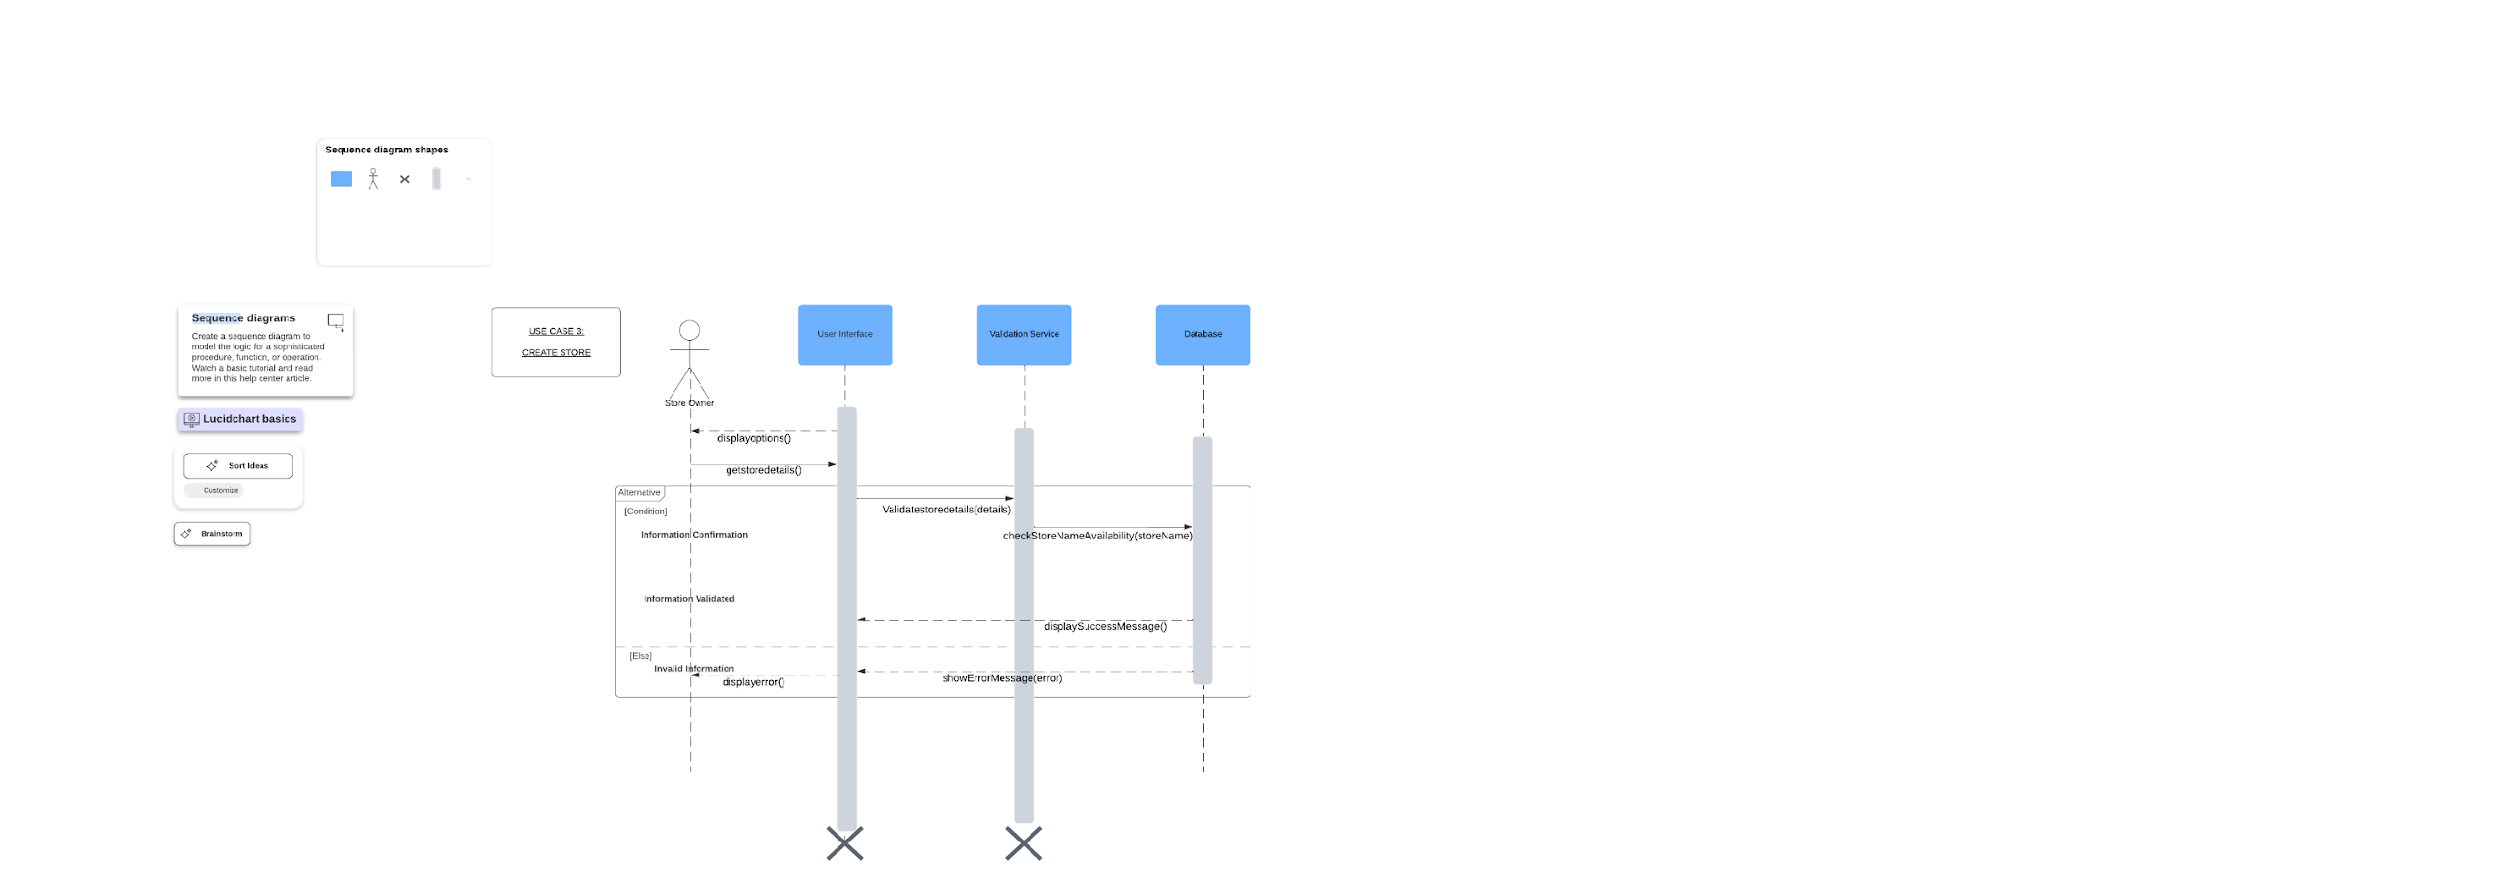 Sequence diagram shapes
Sequence diagrams
Create a sequence diagram to
model the logic for a sophisticated
procedure, function, or operation.
Watch a basic tutorial and read
more in this help center article.
Lucidchart basics
Sort Ideas
Customize
Brainstorm
USE CASE 3:
CREATE STORE
Store Owner
User Interface
Validation Service
Database
displayoptions()
getstoredetails()
Alternative
[Condition]
Validatestoredetails(details)
Information Confirmation
checkStoreNameAvailability(storeName)
Information Validated
displaySuccessMessage()
[Else]
Invalid Information
displayerror()
showErrorMessage(error)